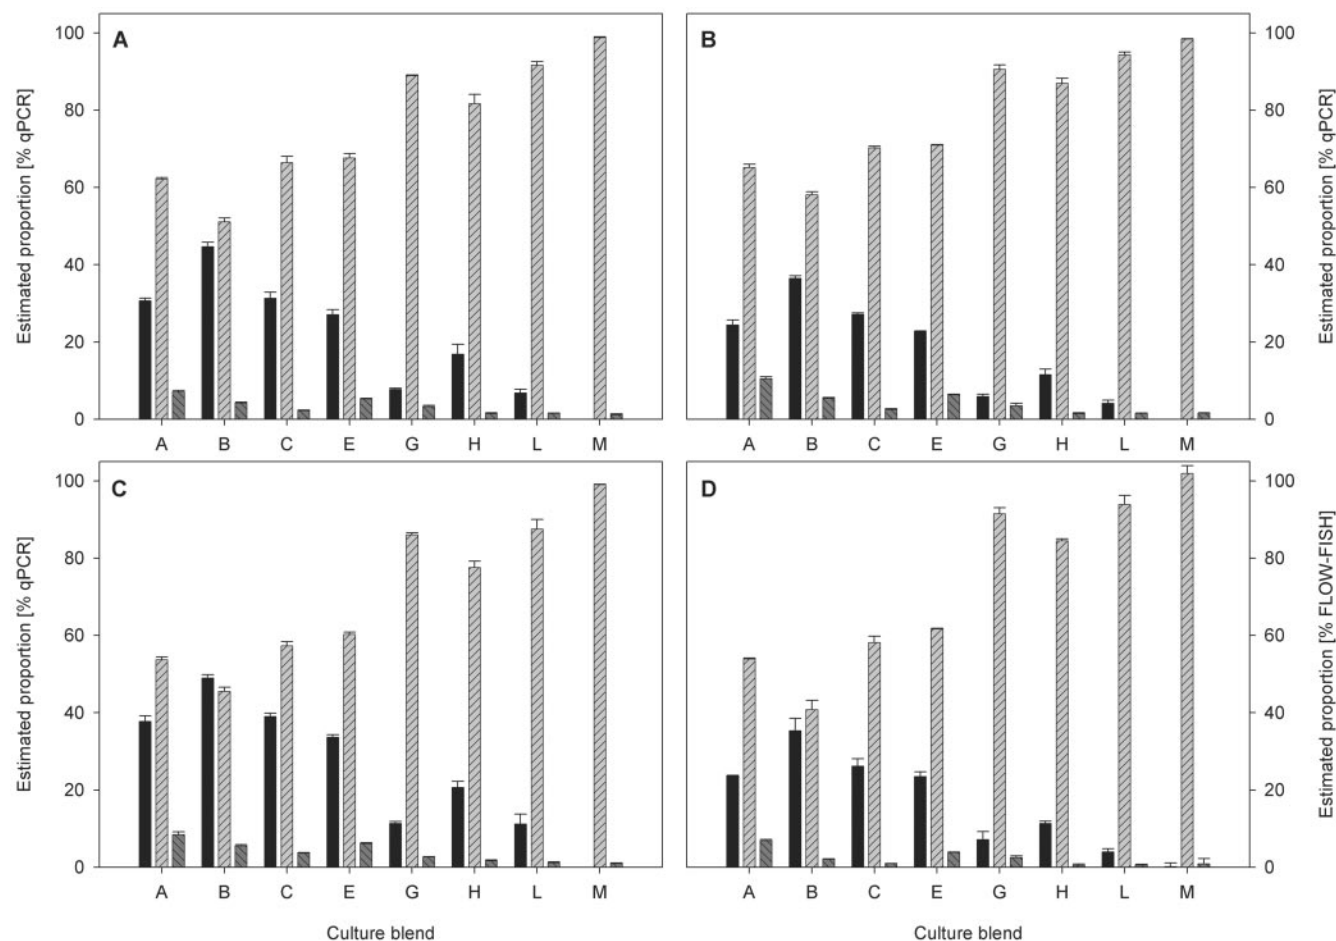 A
B
100
80
60
40
20
0
Estimated proportion [% qPCR]
100
80
60
40
20
0
Estimated proportion [% qPCR]
A B C E G H L M
A B C E G H L M
C
D
100
80
60
40
20
0
Estimated proportion [% qPCR]
100
80
60
40
20
0
Estimated proportion [% FLOW-FISH]
A B C E G H L M
A B C E G H L M
Culture blend
Culture blend